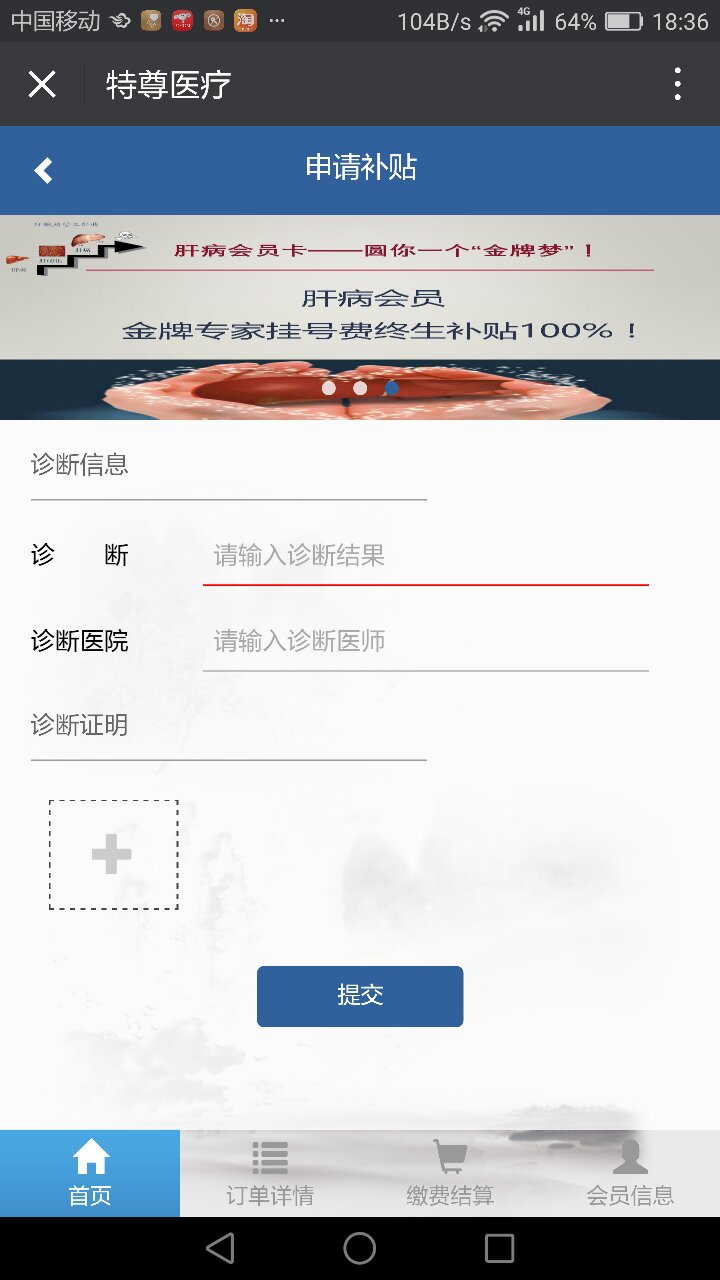 中国移动 淘 ... 104B/s 4G 64% 18:36
特尊医疗
申请补贴
肝病会员卡——圆你一个“金牌梦”！
肝病会员
金牌专家挂号费终生补贴100%！
诊断信息
诊 断 请输入诊断结果
诊断医院 请输入诊断医师
诊断证明
提交
首页 订单详情 缴费结算 会员信息